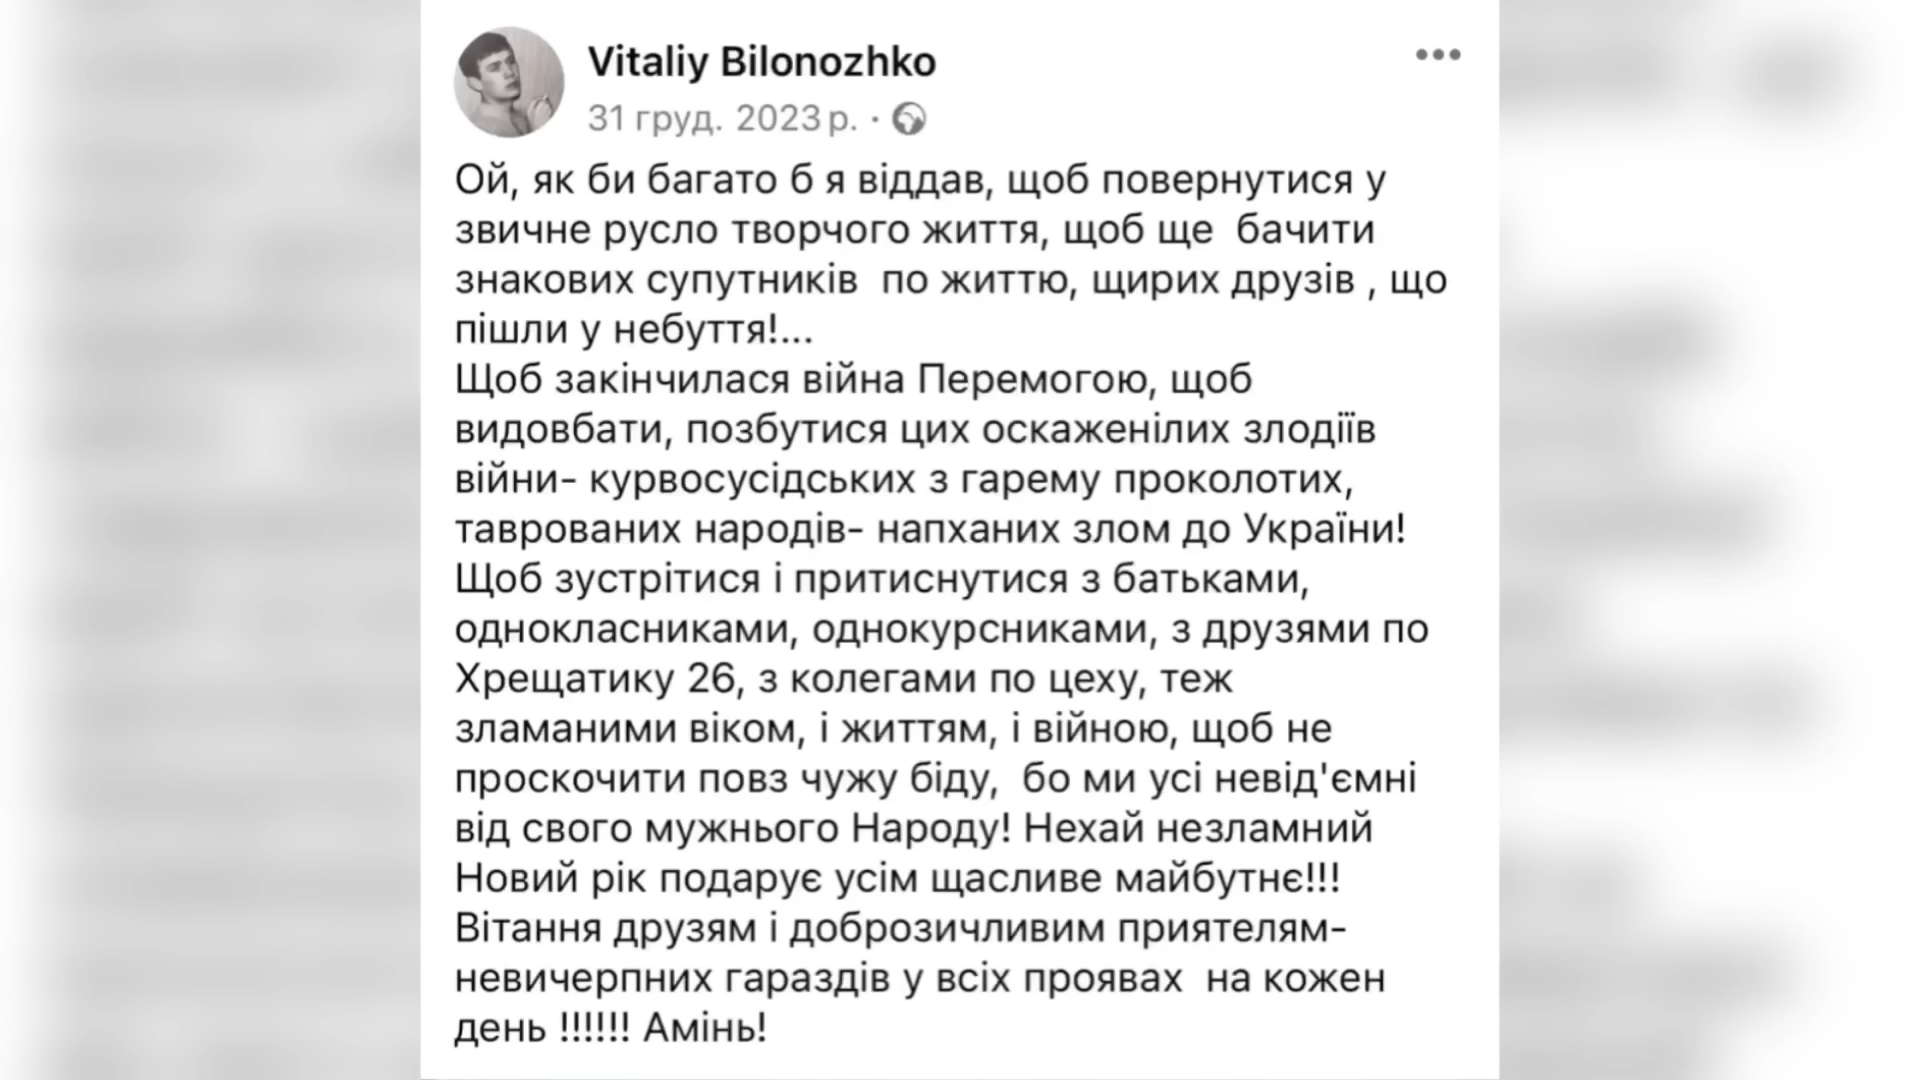 Vitaliy Bilonozhko
31 груд. 2023 р. ·
Ой, як би багато б я віддав, щоб повернутися у
звичне русло творчого життя, щоб ще  бачити
знакових супутників  по життю, щирих друзів , що
пішли у небуття!...
Щоб закінчилася війна Перемогою, щоб
видовбати, позбутися цих оскаженілих злодіїв
війни- курвосусідських з гарему проколотих,
таврованих народів- напханих злом до України!
Щоб зустрітися і притиснутися з батьками,
однокласниками, однокурсниками, з друзями по
Хрещатику 26, з колегами по цеху, теж
зламаними віком, і життям, і війною, щоб не
проскочити повз чужу біду,  бо ми усі невід'ємні
від свого мужнього Народу! Нехай незламний
Новий рік подарує усім щасливе майбутнє!!!
Вітання друзям і доброзичливим приятелям-
невичерпних гараздів у всіх проявах  на кожен
день !!!!!! Амінь!